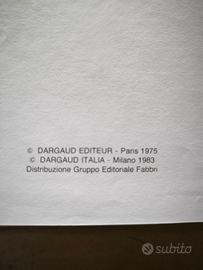 © DARGAUD EDITEUR - Paris 1975
© DARGAUD ITALIA - Milano 1983
Distribuzione Gruppo Editoriale Fabbri
subito